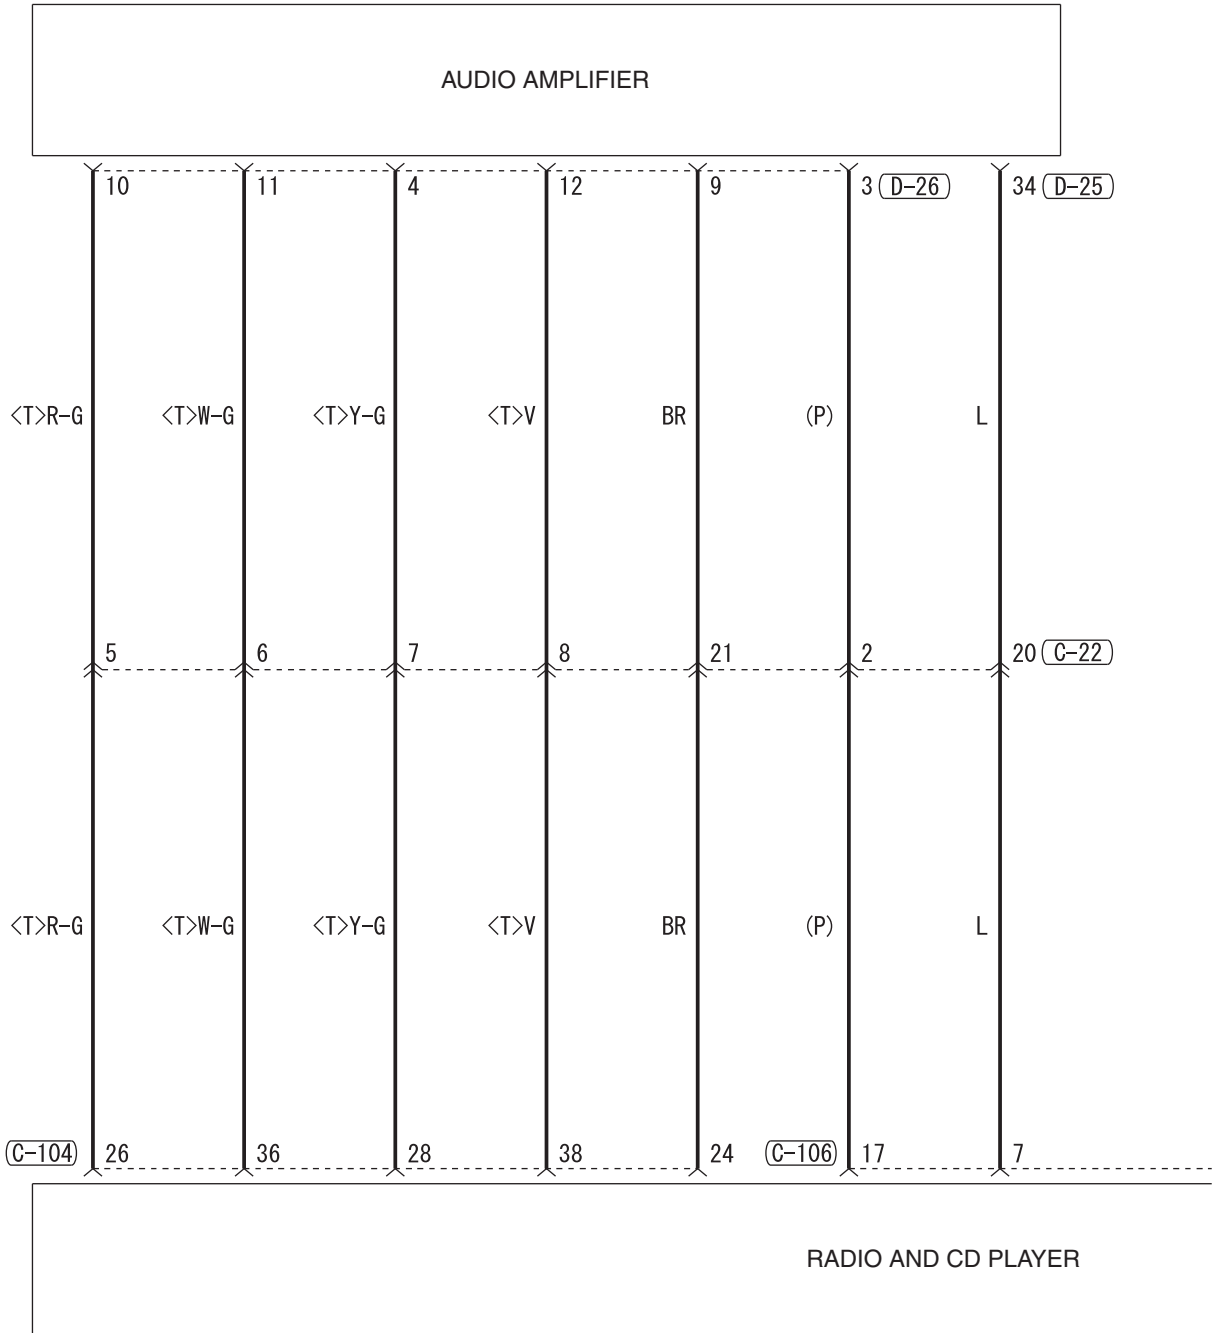 AUDIO AMPLIFIER
10 11 4 12 9 3 D-26 34 D-25
<T>R-G <T>W-G <T>Y-G <T>V BR (P) L
5 6 7 8 21 2 20 C-22
<T>R-G <T>W-G <T>Y-G <T>V BR (P) L
C-104 26 36 28 38 24 C-106 17 7
RADIO AND CD PLAYER